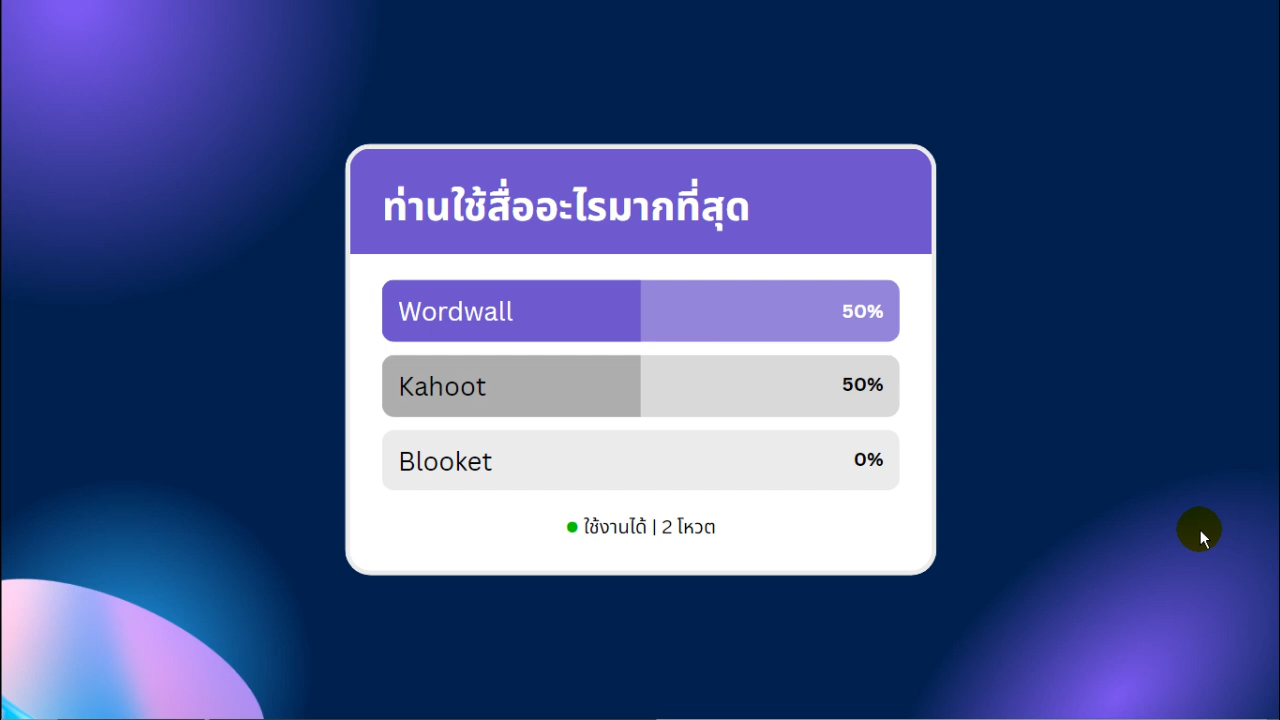 ท่านใช้สื่ออะไรมากที่สุด
Wordwall 50%
Kahoot 50%
Blooket 0%
ใช้งานได้ | 2 โหวต